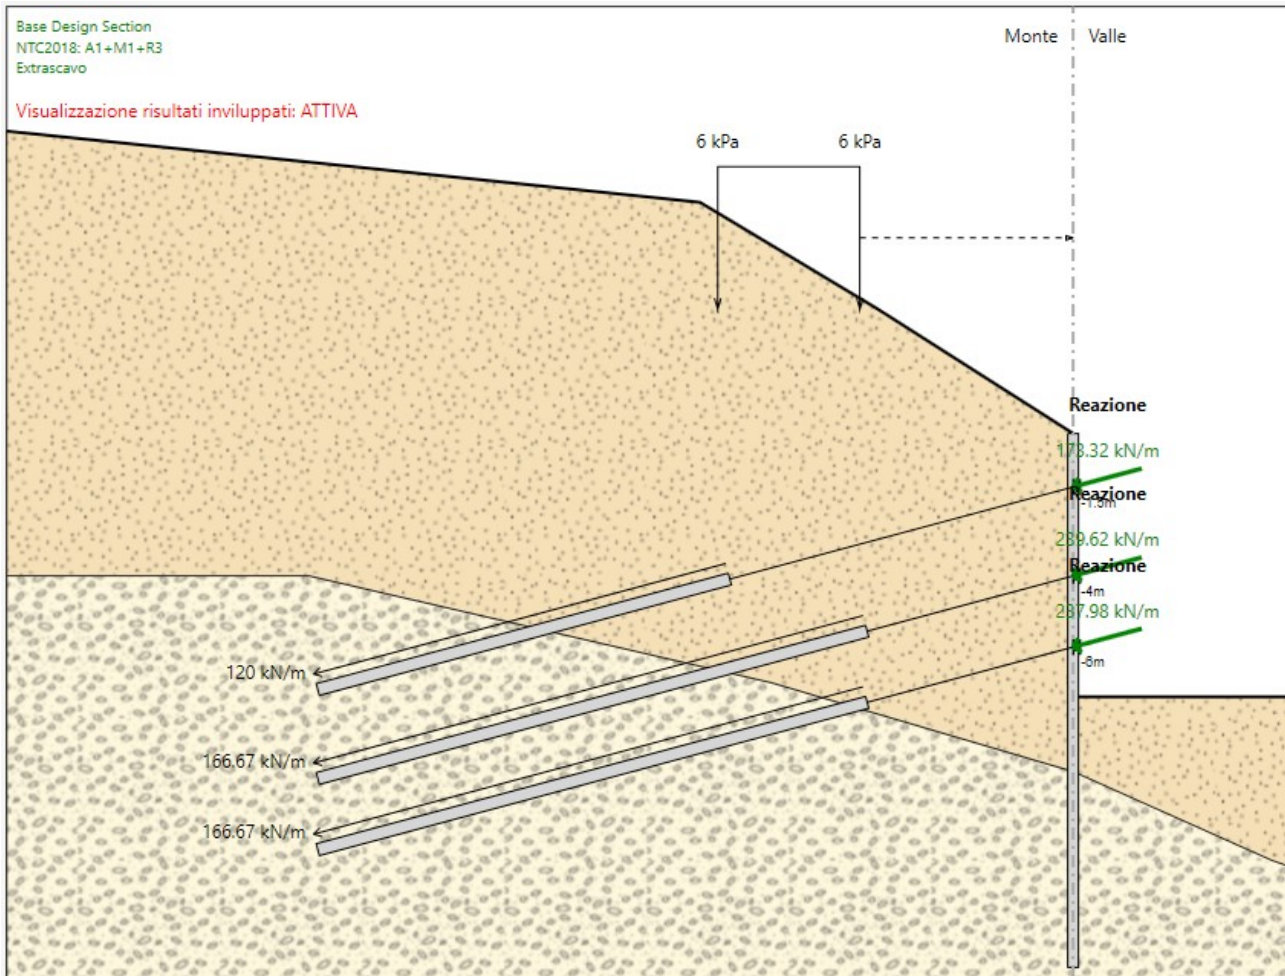 Base Design Section
NTC2018: A1+M1+R3
Extrascavo
Visualizzazione risultati inviluppati: ATTIVA
Monte
Valle
6 kPa
6 kPa
Reazione
173.32 kN/m
Reazione
-1.5m
239.62 kN/m
Reazione
-4m
237.98 kN/m
-6m
120 kN/m
166.67 kN/m
166.67 kN/m